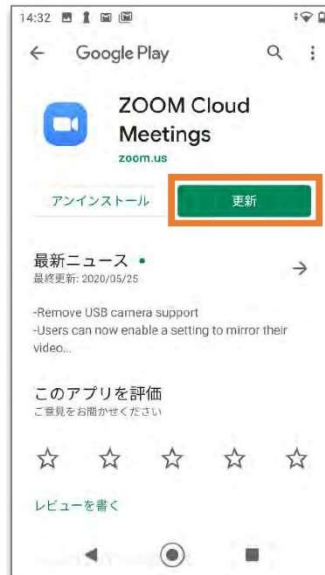 14:32
Google Play
ZOOM Cloud
Meetings
zoom.us
アンインストール
更新
最新ニュース
最終更新: 2020/05/25
-Remove USB camera support
-Users can now enable a setting to mirror their
video...
このアプリを評価
ご意見をお聞かせください
レビューを書く